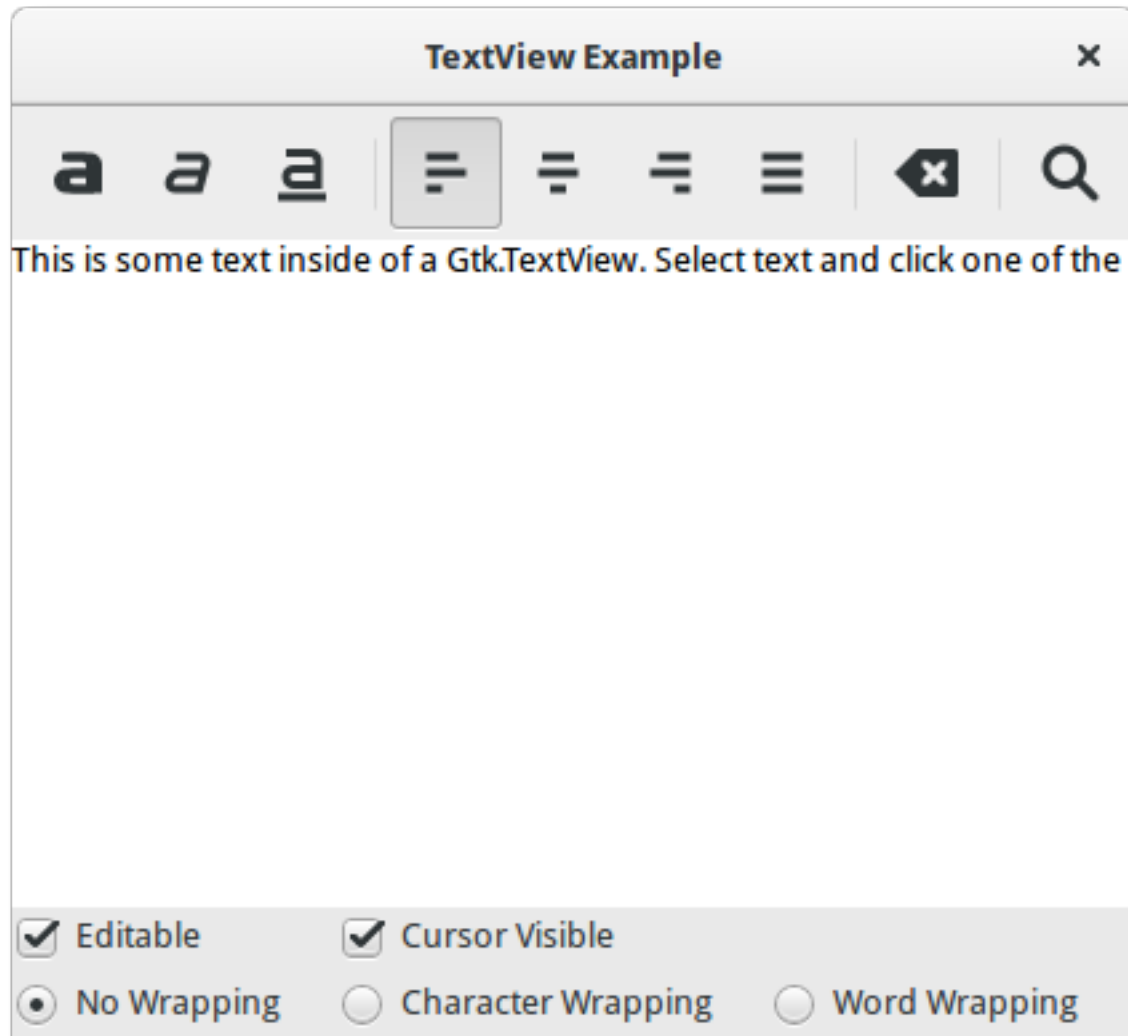 TextView Example
a a a
This is some text inside of a Gtk.TextView. Select text and click one of the
Editable Cursor Visible
No Wrapping Character Wrapping Word Wrapping